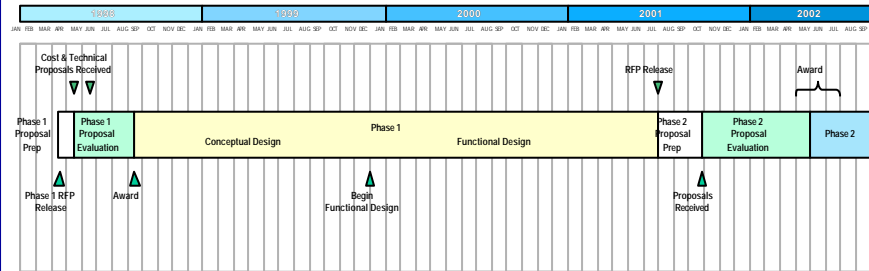 1998 1999 2000 2001 2002
JAN FEB MAR APR MAY JUN JUL AUG SEP OCT NOV DEC JAN FEB MAR APR MAY JUN JUL AUG SEP OCT NOV DEC JAN FEB MAR APR MAY JUN JUL AUG SEP OCT NOV DEC JAN FEB MAR APR MAY JUN JUL AUG SEP OCT NOV DEC JAN FEB MAR APR MAY JUN JUL AUG SEP
Cost & Technical
Proposals Received
RFP Release
Award
Phase 1
Proposal
Prep
Phase 1
Proposal
Evaluation
Phase 1
Conceptual Design
Functional Design
Phase 2
Proposal
Prep
Phase 2
Proposal
Evaluation
Phase 2
Phase 1 RFP
Release
Award
Begin
Functional Design
Proposals
Received